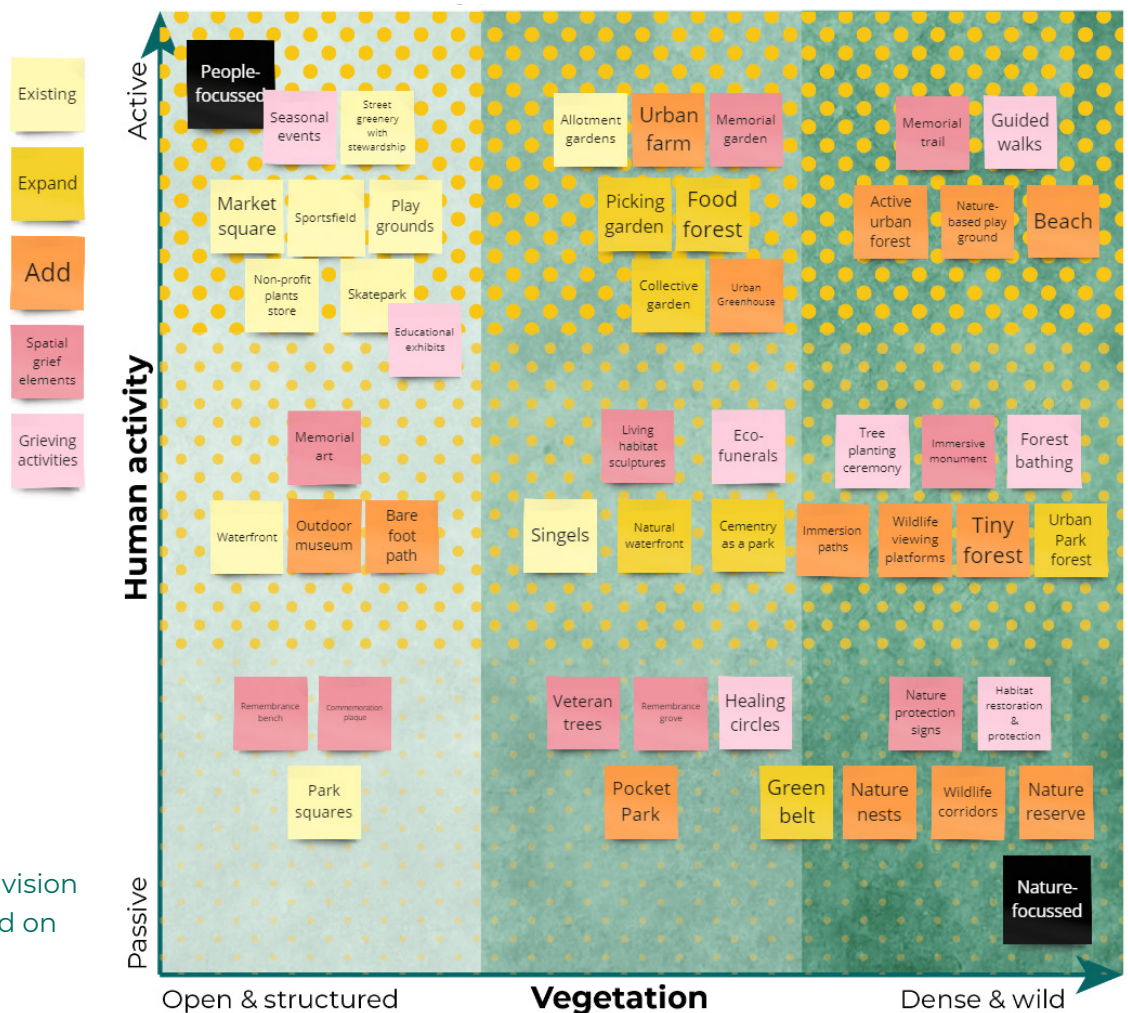 Existing
Expand
Add
Spatial
grief
elements
Grieving
activities
Human activity
Active
Passive
People-
focussed
Seasonal
events
Street
greenery
with
stewardship
Allotment
gardens
Urban
farm
Memorial
garden
Memorial
trail
Guided
walks
Market
square
Sportsfield
Play
grounds
Picking
garden
Food
forest
Active
urban
forest
Nature-
based play
ground
Beach
Non-profit
plants
store
Skatepark
Educational
exhibits
Collective
garden
Urban
Greenhouse
Memorial
art
Living
habitat
sculptures
Eco-
funerals
Tree
planting
ceremony
Immersive
monument
Forest
bathing
Waterfront
Outdoor
museum
Bare
foot
path
Singels
Natural
waterfront
Cementry
as a park
Immersion
paths
Wildlife
viewing
platforms
Tiny
forest
Urban
Park
forest
Remembrance
bench
Commemoration
plaque
Veteran
trees
Remembrance
grove
Healing
circles
Nature
protection
signs
Habitat
restoration
&
protection
Park
squares
Pocket
Park
Green
belt
Nature
nests
Wildlife
corridors
Nature
reserve
Nature-
focussed
vision
d on
Open & structured
Vegetation
Dense & wild